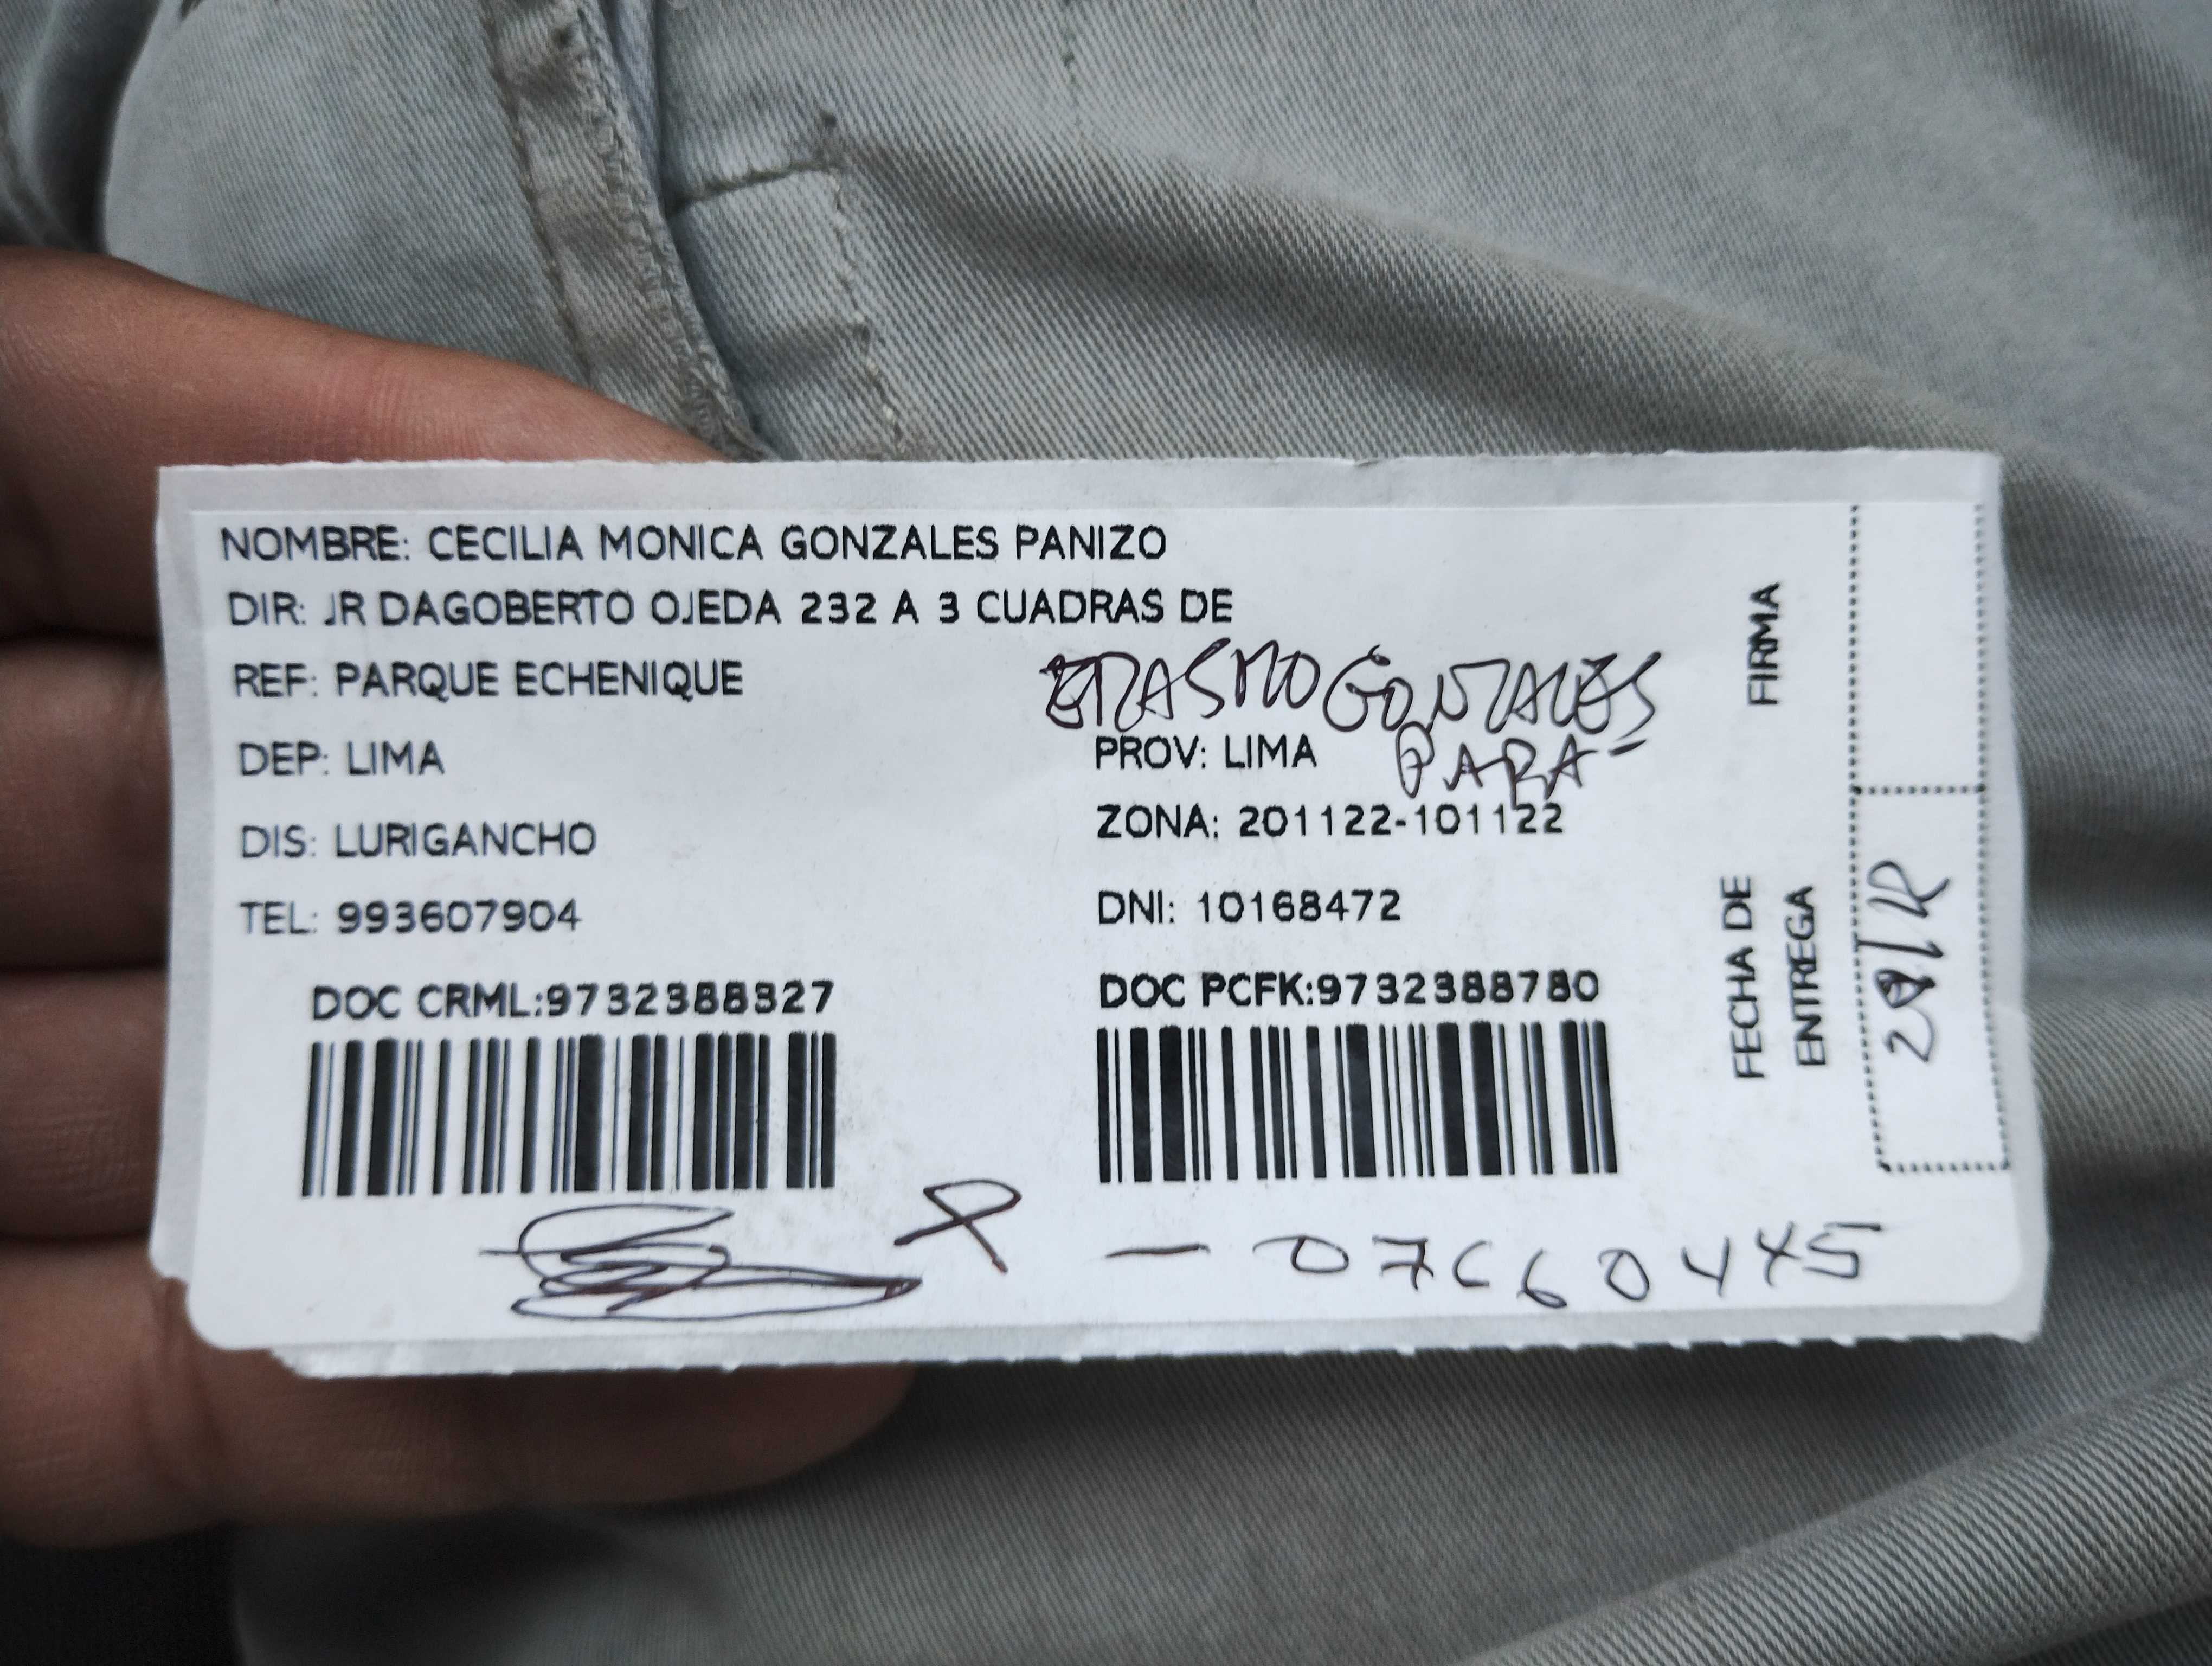 NOMBRE: CECILIA MONICA GONZALES PANIZO
DIR: JR DAGOBERTO OJEDA 232 A 3 CUADRAS DE
REF: PARQUE ECHENIQUE
ERASMO GONZALES
PARA-
DEP: LIMA
PROV: LIMA
DIS: LURIGANCHO
ZONA: 201122-101122
TEL: 993607904
DNI: 10168472
DOC CRML:9732388327
DOC PCFK:9732388780
- 07660445
FIRMA
FECHA DE
ENTREGA